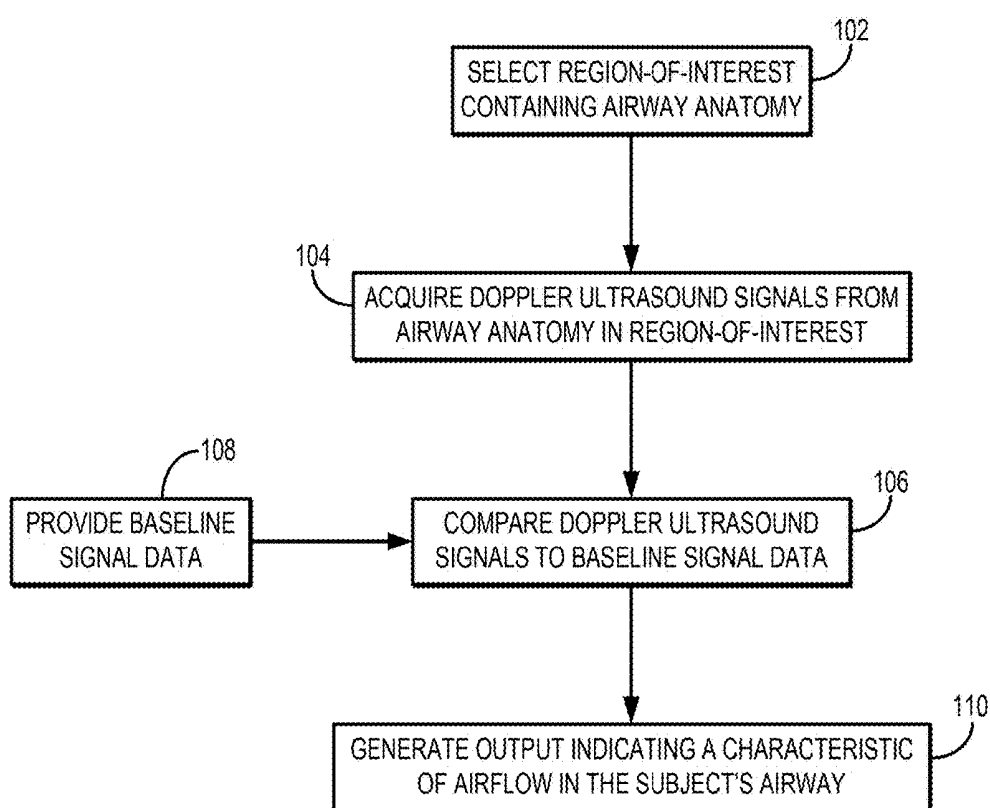 102
SELECT REGION-OF-INTEREST
CONTAINING AIRWAY ANATOMY
104
ACQUIRE DOPPLER ULTRASOUND SIGNALS FROM
AIRWAY ANATOMY IN REGION-OF-INTEREST
108
PROVIDE BASELINE
SIGNAL DATA
106
COMPARE DOPPLER ULTRASOUND
SIGNALS TO BASELINE SIGNAL DATA
110
GENERATE OUTPUT INDICATING A CHARACTERISTIC
OF AIRFLOW IN THE SUBJECT'S AIRWAY